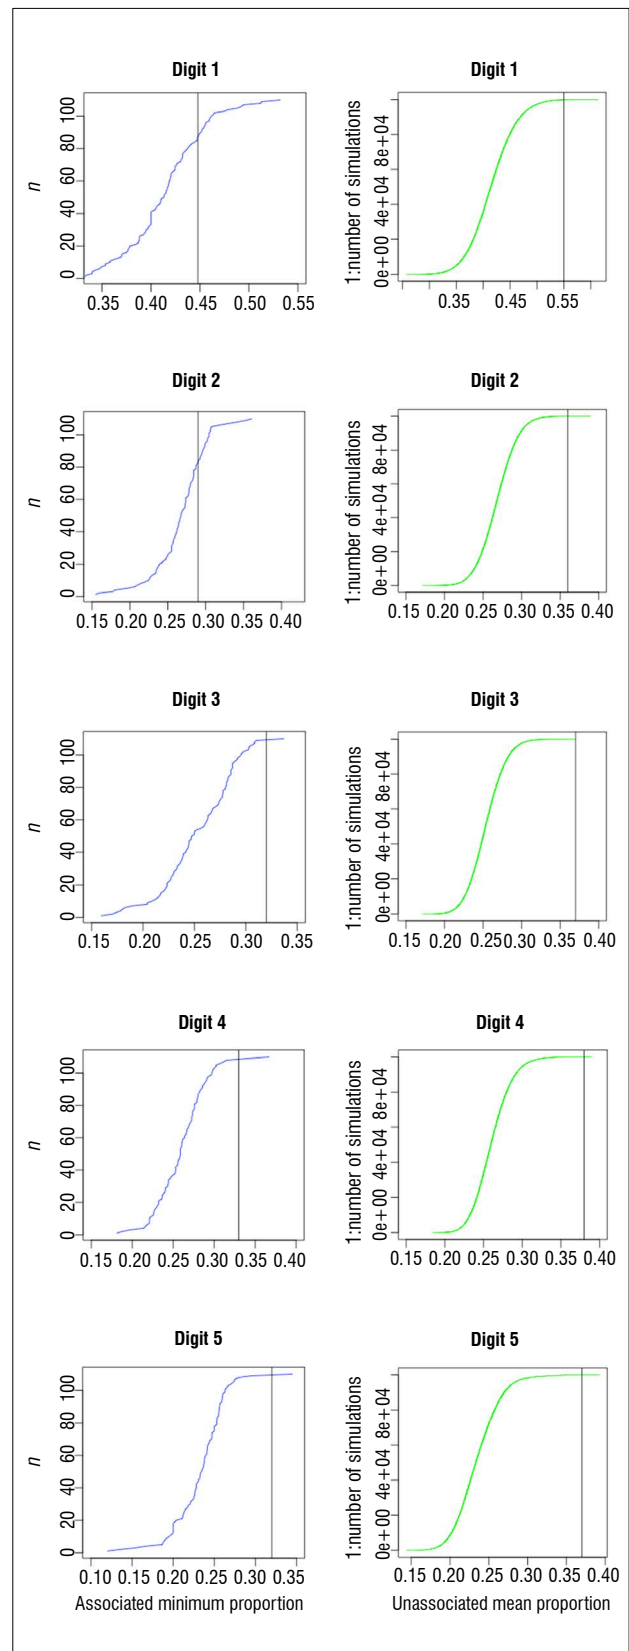 Digit 1
n
0 20 40 60 80 100
0.35 0.40 0.45 0.50 0.55
Digit 1
1:number of simulations
0e+00 4e+04 8e+04
0.35 0.45 0.55
Digit 2
n
0 20 40 60 80 100
0.15 0.20 0.25 0.30 0.35 0.40
Digit 2
1:number of simulations
0e+00 4e+04 8e+04
0.15 0.20 0.25 0.30 0.35 0.40
Digit 3
n
0 20 40 60 80 100
0.15 0.20 0.25 0.30 0.35
Digit 3
1:number of simulations
0e+00 4e+04 8e+04
0.15 0.20 0.25 0.30 0.35 0.40
Digit 4
n
0 20 40 60 80 100
0.15 0.20 0.25 0.30 0.35 0.40
Digit 4
1:number of simulations
0e+00 4e+04 8e+04
0.15 0.20 0.25 0.30 0.35 0.40
Digit 5
n
0 20 40 60 80 100
0.10 0.15 0.20 0.25 0.30 0.35
Associated minimum proportion
Digit 5
1:number of simulations
0e+00 4e+04 8e+04
0.15 0.20 0.25 0.30 0.35 0.40
Unassociated mean proportion